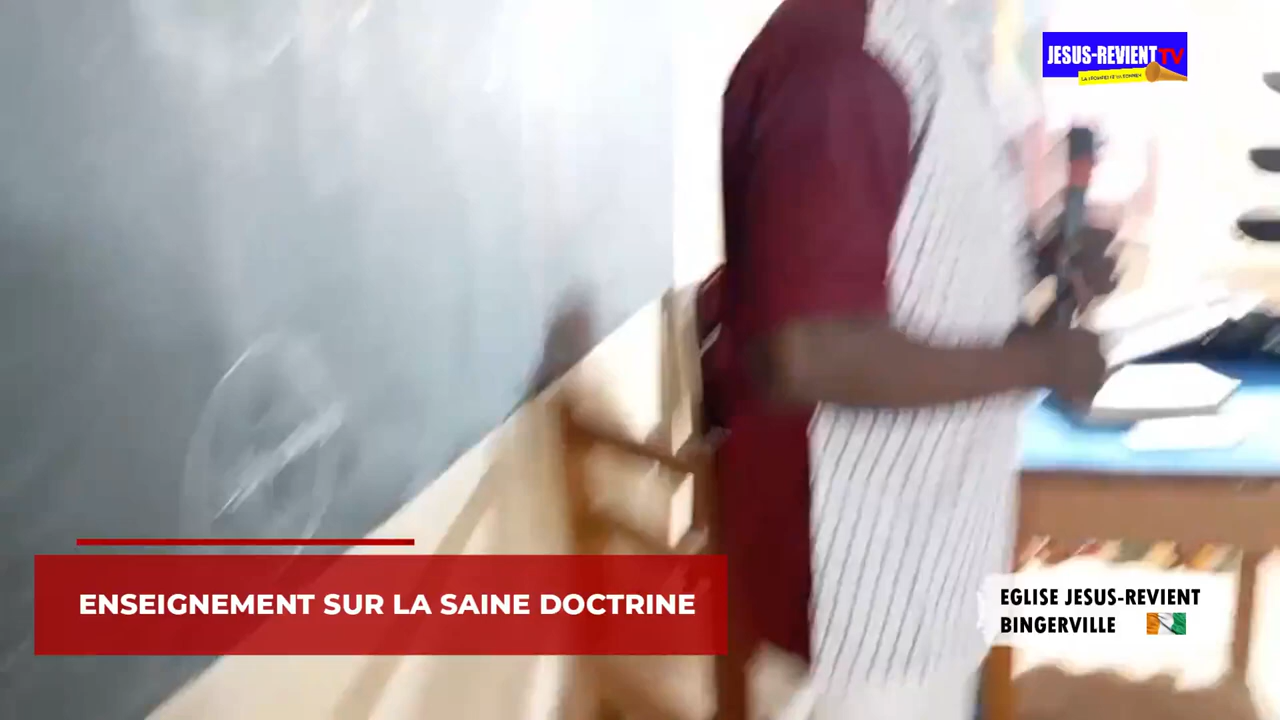 JESUS-REVIENT TV
ENSEIGNEMENT SUR LA SAINE DOCTRINE
EGLISE JESUS-REVIENT
BINGERVILLE